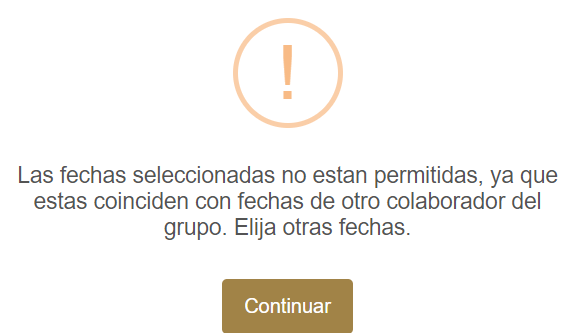 !
Las fechas seleccionadas no estan permitidas, ya que
estas coinciden con fechas de otro colaborador del
grupo. Elija otras fechas.
Continuar